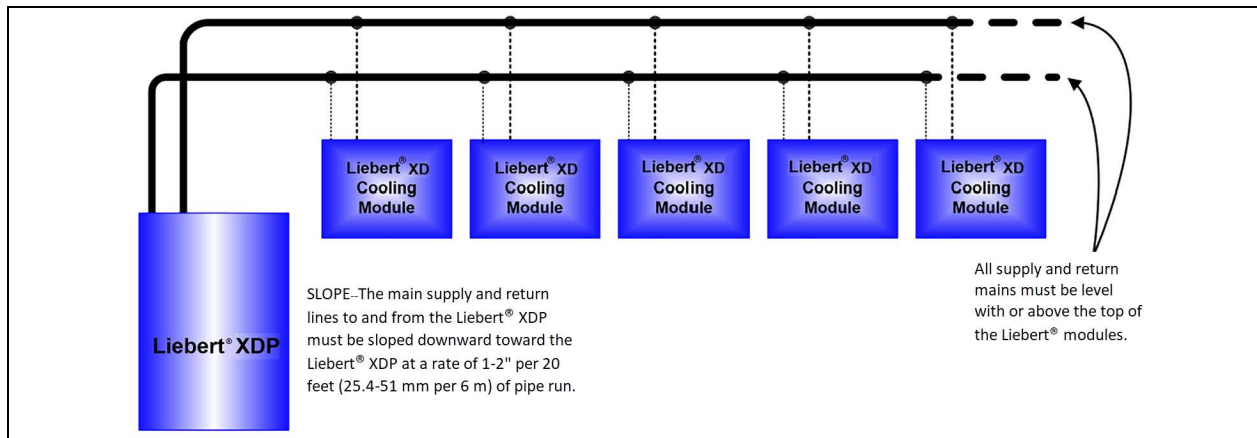 Liebert® XD
Cooling
Module
Liebert® XD
Cooling
Module
Liebert® XD
Cooling
Module
Liebert® XD
Cooling
Module
Liebert® XD
Cooling
Module
Liebert® XDP
SLOPE--The main supply and return
lines to and from the Liebert® XDP
must be sloped downward toward the
Liebert® XDP at a rate of 1-2" per 20
feet (25.4-51 mm per 6 m) of pipe run.
All supply and return
mains must be level
with or above the top of
the Liebert® modules.